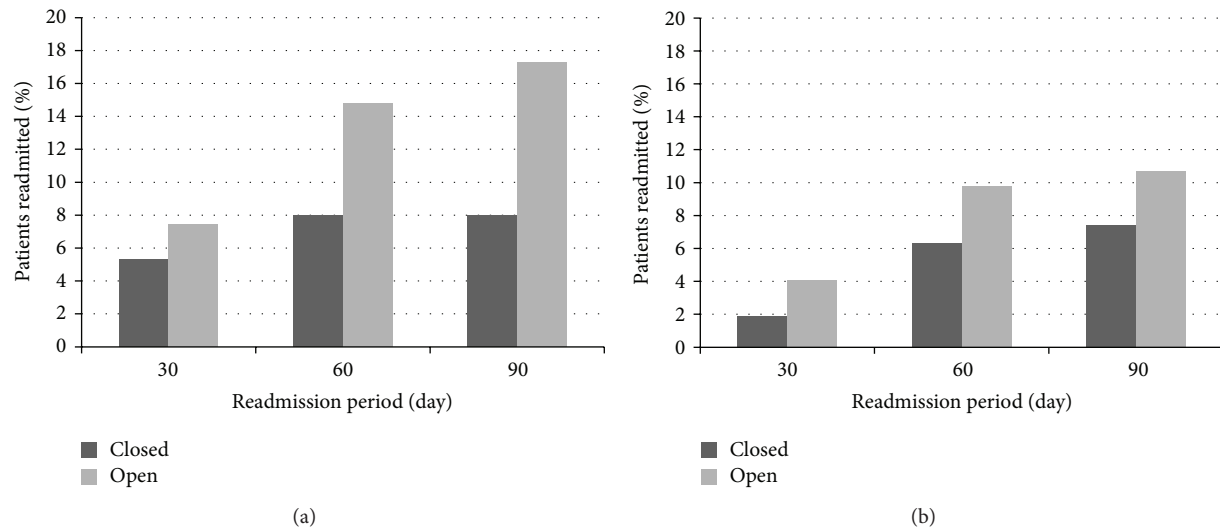 20
18
16
14
12
10
8
6
4
2
0
Patients readmitted (%)
30 60 90
Readmission period (day)
Closed
Open
(a)
20
18
16
14
12
10
8
6
4
2
0
Patients readmitted (%)
30 60 90
Readmission period (day)
Closed
Open
(b)